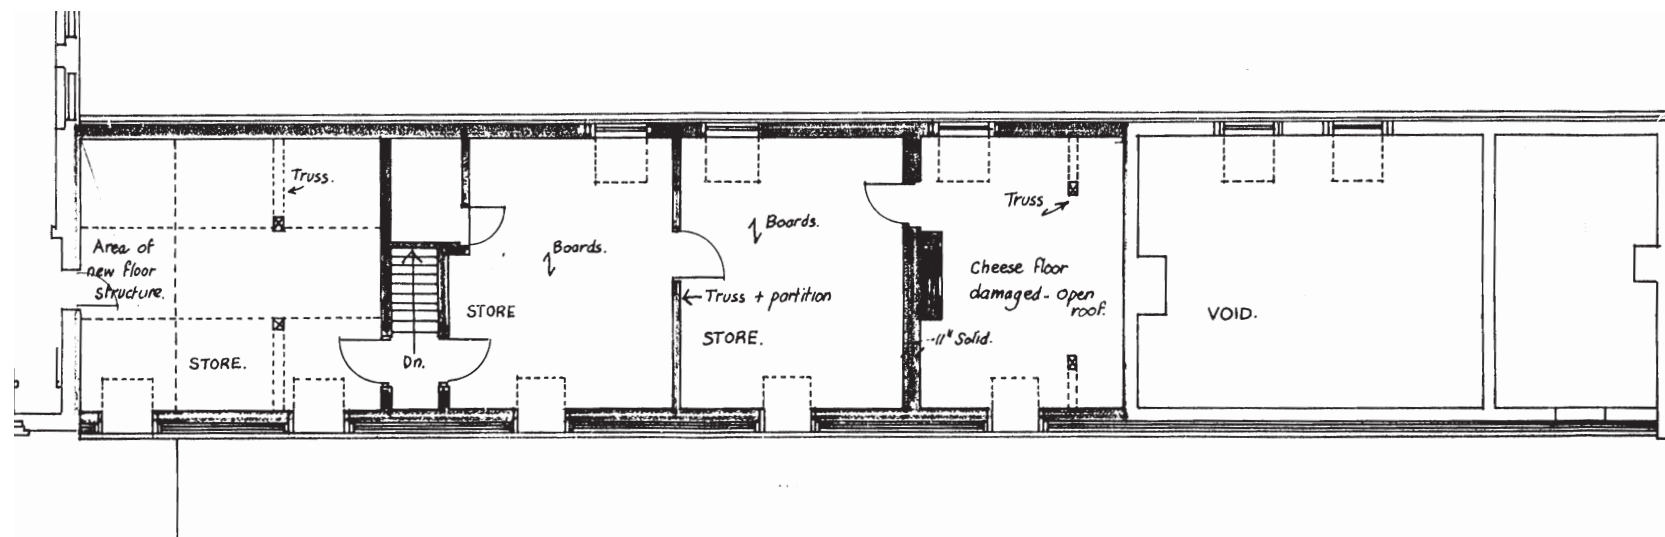 Truss.
Area of
new floor
structure.
STORE.
Dn.
Boards.
STORE
Boards.
Truss + partition
STORE.
Truss
Cheese floor
damaged - open
roof.
11" Solid.
VOID.